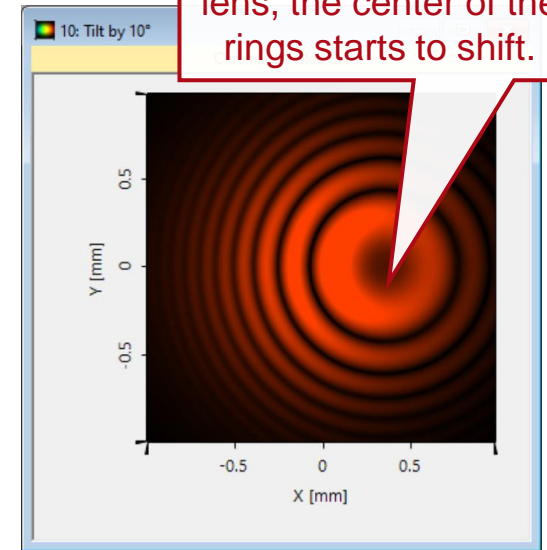 lens, the center of the
rings starts to shift.
10: Tilt by 10°
0.5
0
-0.5
Y [mm]
-0.5
0
0.5
X [mm]